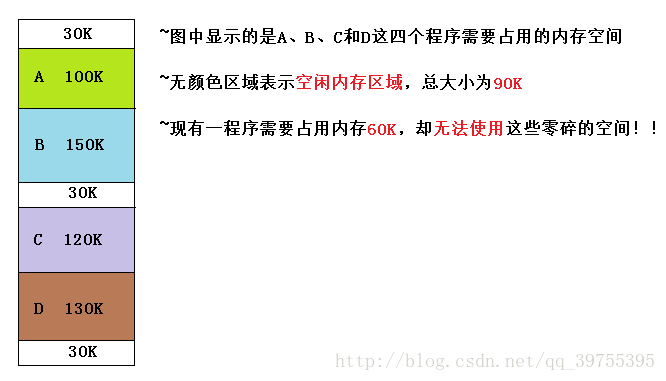 30K
~图中显示的是A、B、C和D这四个程序需要占用的内存空间
A 100K
~无颜色区域表示空闲内存区域，总大小为90K
~现有一程序需要占用内存60K，却无法使用这些零碎的空间！！
B 150K
30K
C 120K
D 130K
30K
http://blog.csdn.net/qq_39755395